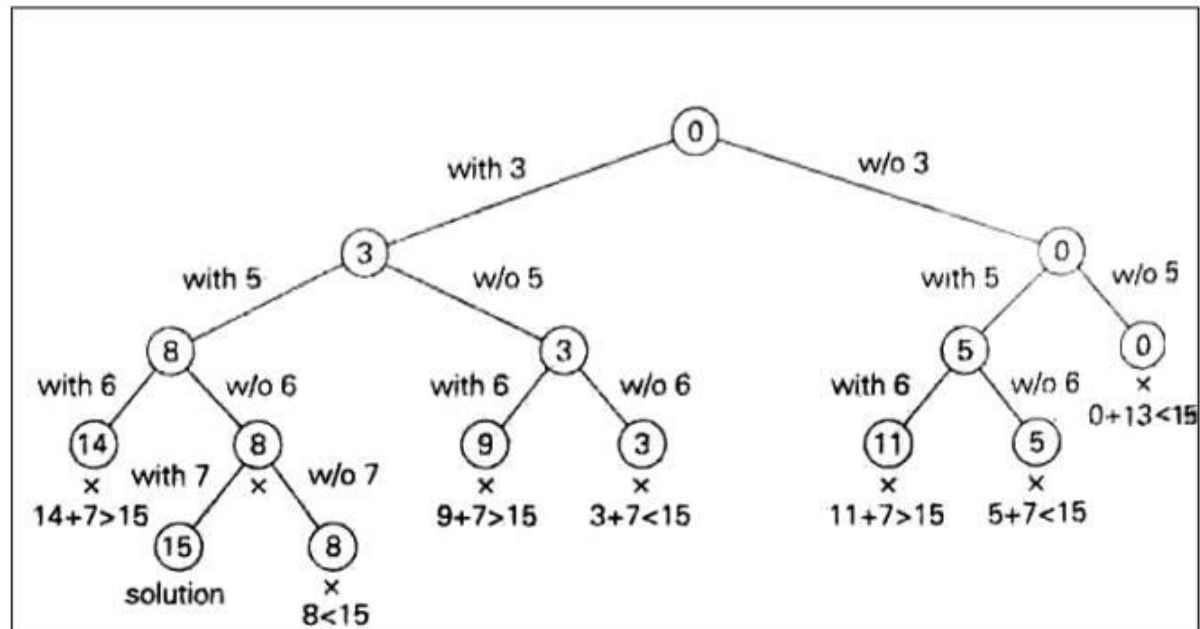 0
with 3
w/o 3
3
0
with 5
w/o 5
with 5
w/o 5
8
3
5
0
with 6
w/o 6
with 6
w/o 6
with 6
w/o 6
×
0+13<15
14
8
9
3
11
5
×
with 7
×
w/o 7
×
×
×
×
14+7>15
9+7>15
3+7<15
11+7>15
5+7<15
15
8
solution
×
8<15